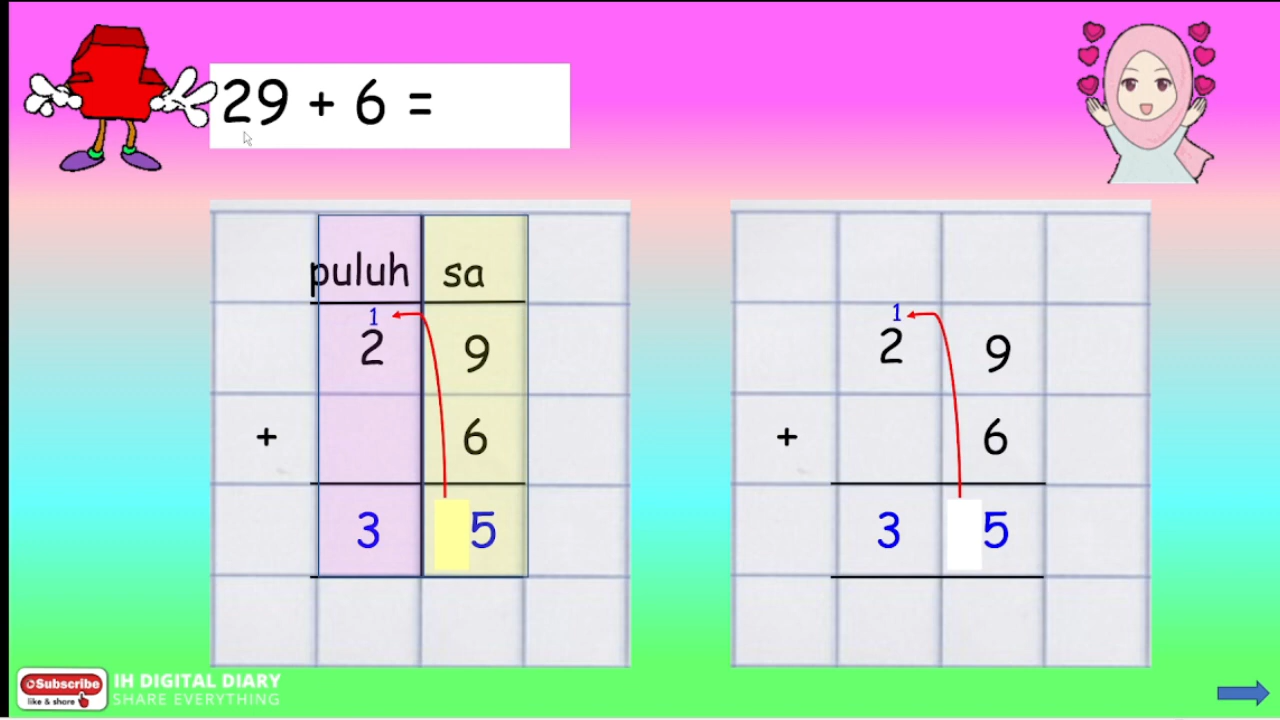 29 + 6 =
puluh sa
1
2 9
+ 6
3 5
1
2 9
+ 6
3 5
Subscribe
like & share
IH DIGITAL DIARY
SHARE EVERYTHING